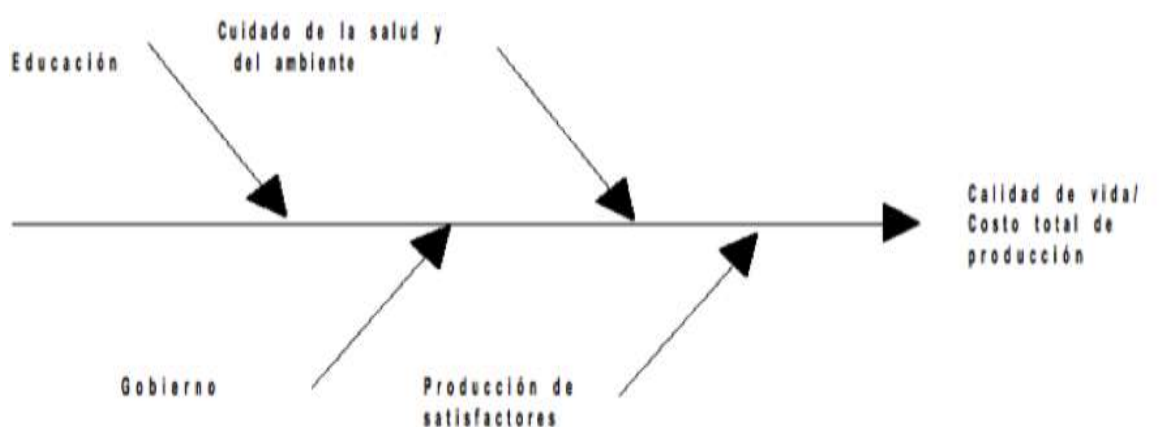 Educación
Cuidado de la salud y
del ambiente
Calidad de vida/
Costo total de
producción
Gobierno
Producción de
satisfactores